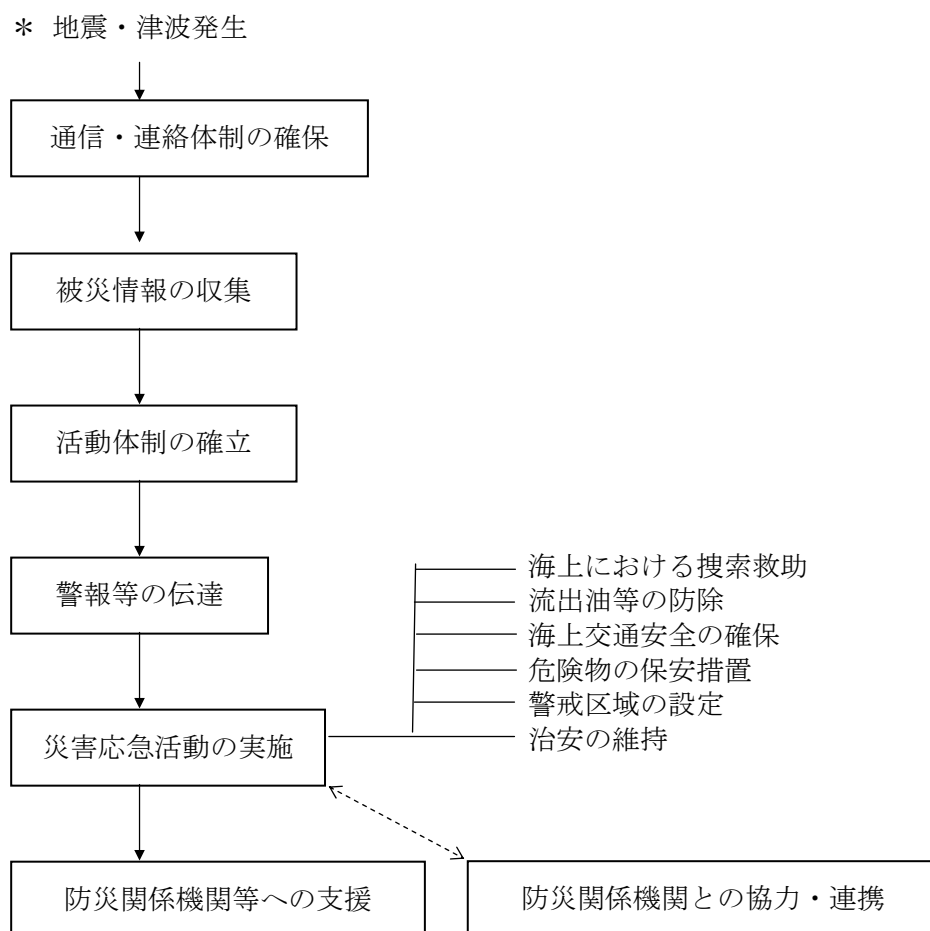 ＊ 地震・津波発生
通信・連絡体制の確保
被災情報の収集
活動体制の確立
警報等の伝達
海上における捜索救助
流出油等の防除
海上交通安全の確保
危険物の保安措置
警戒区域の設定
治安の維持
災害応急活動の実施
防災関係機関等への支援
防災関係機関との協力・連携